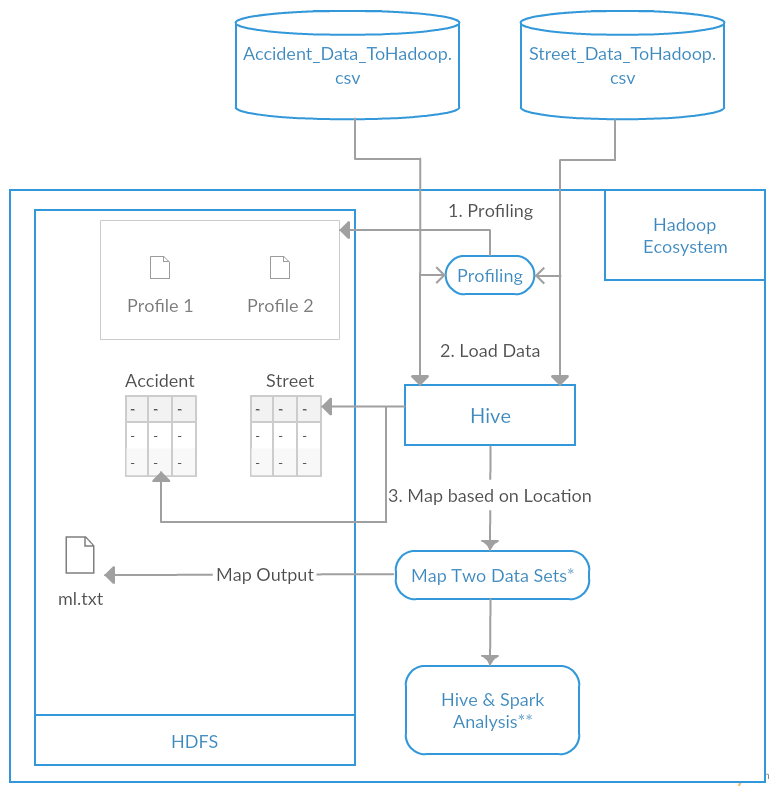 Accident_Data_ToHadoop.
csv
Street_Data_ToHadoop.
csv
Hadoop
Ecosystem
1. Profiling
Profiling
Profile 1
Profile 2
2. Load Data
Accident
Street
- - -
- - -
- - -
- - -
- - -
- - -
Hive
3. Map based on Location
Map Two Data Sets*
Map Output
ml.txt
Hive & Spark
Analysis**
HDFS